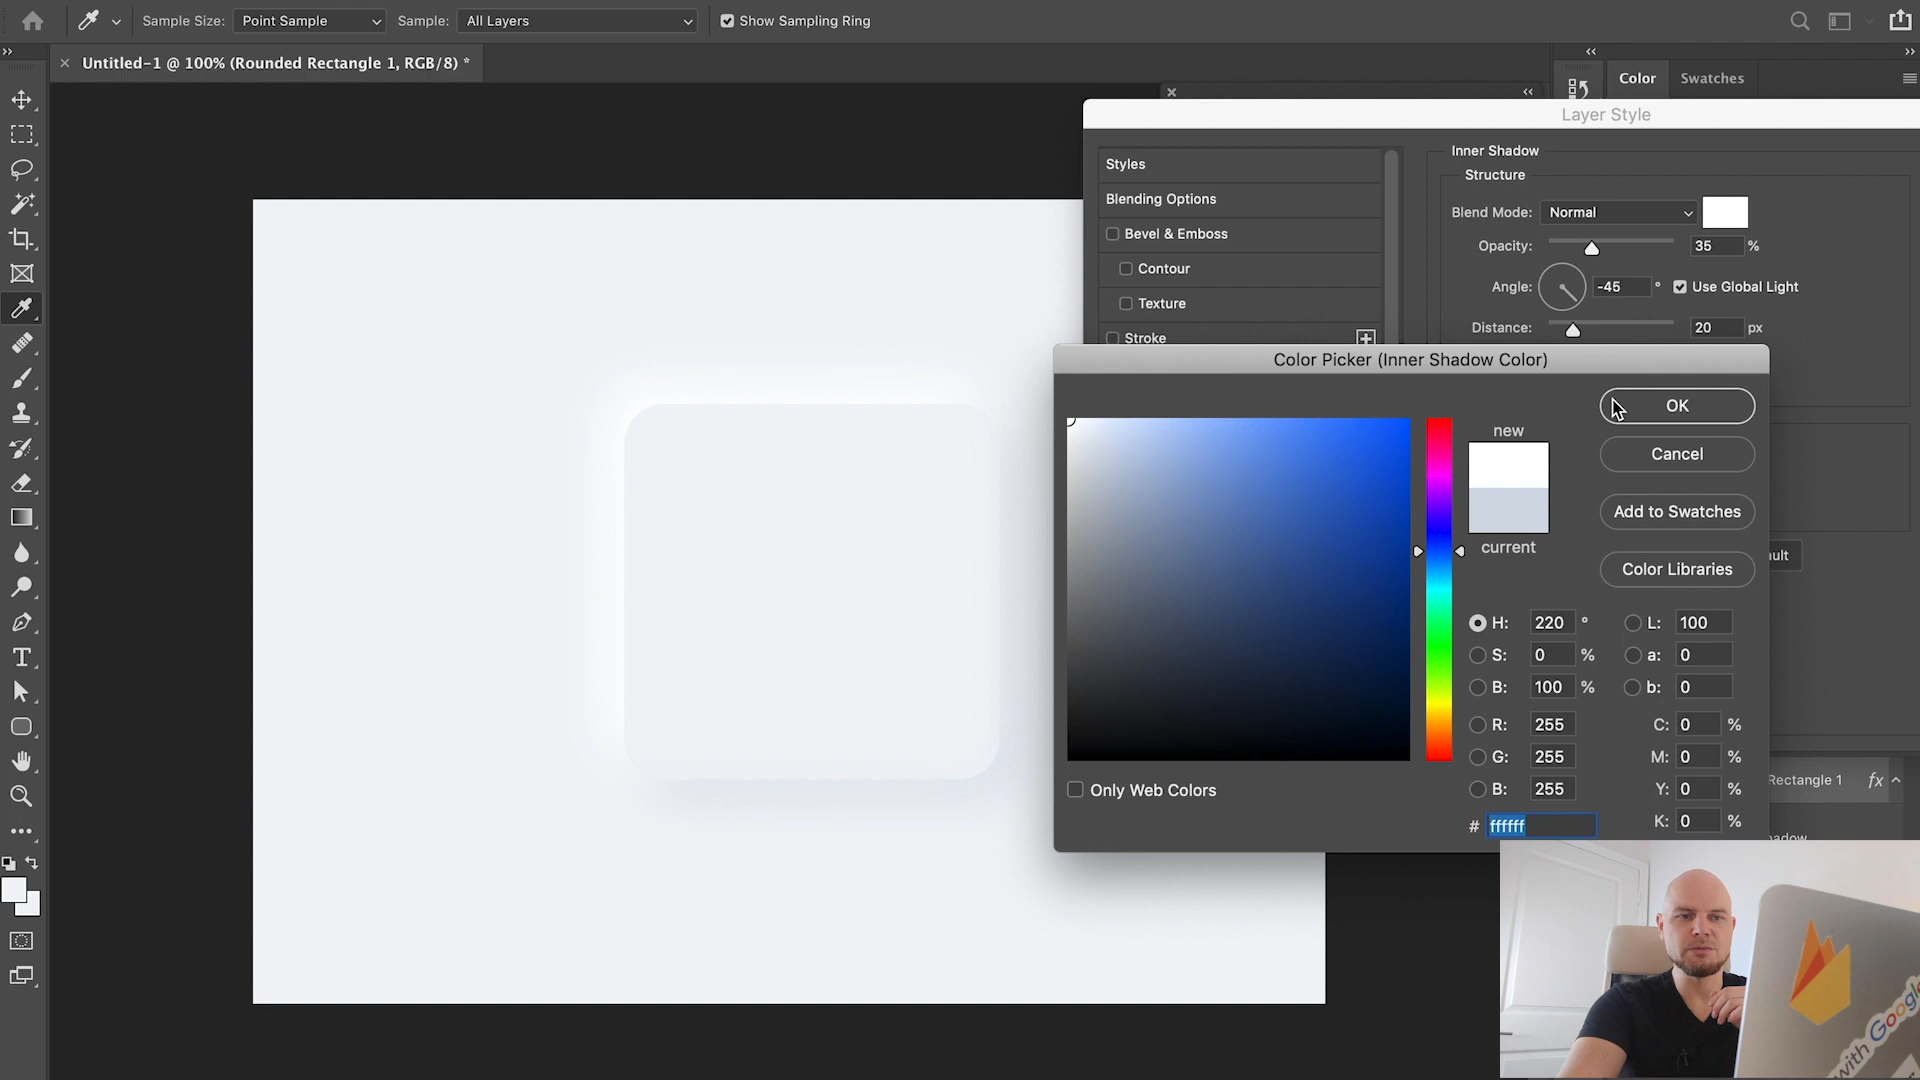 Sample Size: Point Sample Sample: All Layers Show Sampling Ring
Untitled-1 @ 100% (Rounded Rectangle 1, RGB/8) *
Color Swatches
Layer Style
Styles
Blending Options
Bevel & Emboss
Contour
Texture
Stroke
Inner Shadow
Structure
Blend Mode: Normal
Opacity: 35 %
Angle: -45 ° Use Global Light
Distance: 20 px
Color Picker (Inner Shadow Color)
new
current
OK
Cancel
Add to Swatches
Color Libraries
H: 220 ° L: 100
S: 0 % a: 0
B: 100 % b: 0
R: 255 C: 0 %
G: 255 M: 0 %
B: 255 Y: 0 %
# ffffff K: 0 %
Only Web Colors
ult
Rectangle 1 fx
adow
T
with Google